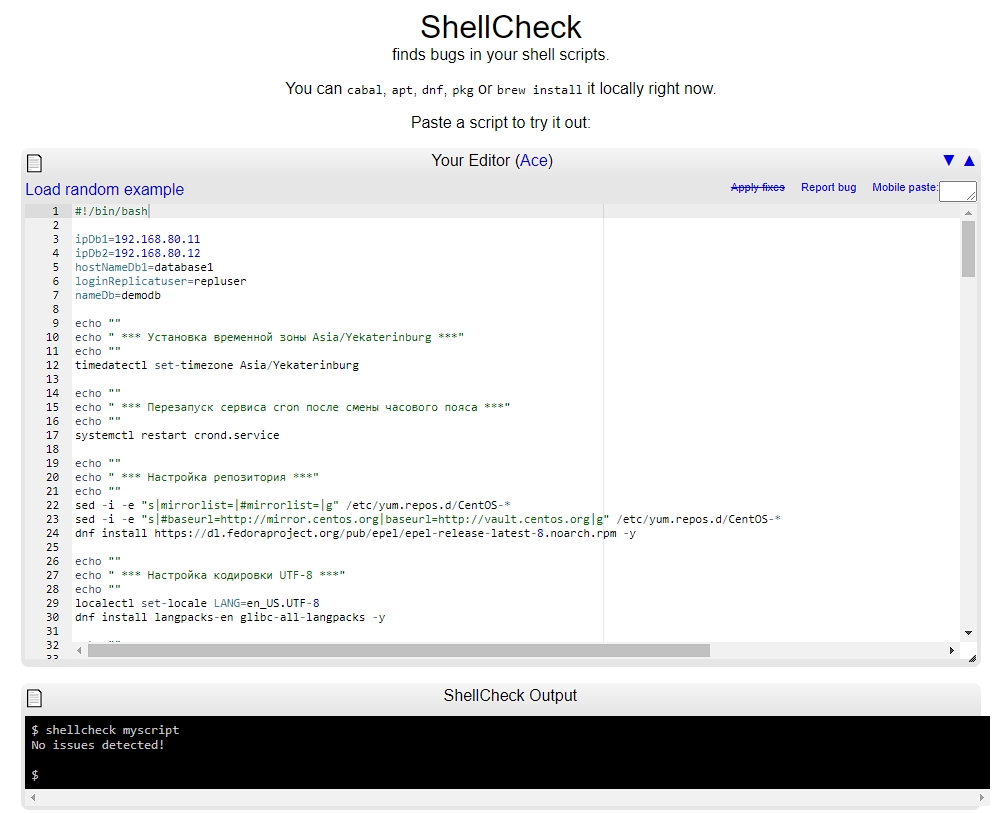 ShellCheck
finds bugs in your shell scripts.
You can cabal, apt, dnf, pkg or brew install it locally right now.
Paste a script to try it out:
Your Editor (Ace)
▼ ▲
Load random example
Apply fixes Report bug Mobile paste:
1 #!/bin/bash
2
3 ipDb1=192.168.80.11
4 ipDb2=192.168.80.12
5 hostNameDb1=database1
6 loginReplicatuser=repluser
7 nameDb=demodb
8
9 echo ""
10 echo " *** Установка временной зоны Asia/Yekaterinburg ***"
11 echo ""
12 timedatectl set-timezone Asia/Yekaterinburg
13
14 echo ""
15 echo " *** Перезапуск сервиса cron после смены часового пояса ***"
16 echo ""
17 systemctl restart crond.service
18
19 echo ""
20 echo " *** Настройка репозитория ***"
21 echo ""
22 sed -i -e "s|mirrorlist=|#mirrorlist=|g" /etc/yum.repos.d/CentOS-*
23 sed -i -e "s|#baseurl=http://mirror.centos.org|baseurl=http://vault.centos.org|g" /etc/yum.repos.d/CentOS-*
24 dnf install https://dl.fedoraproject.org/pub/epel/epel-release-latest-8.noarch.rpm -y
25
26 echo ""
27 echo " *** Настройка кодировки UTF-8 ***"
28 echo ""
29 localectl set-locale LANG=en_US.UTF-8
30 dnf install langpacks-en glibc-all-langpacks -y
31
32
ShellCheck Output
$ shellcheck myscript
No issues detected!
$